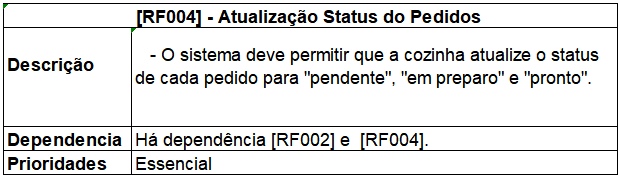 [RF004] - Atualização Status do Pedidos
Descrição
- O sistema deve permitir que a cozinha atualize o status
de cada pedido para "pendente", "em preparo" e "pronto".
Dependencia Há dependência [RF002] e [RF004].
Prioridades Essencial